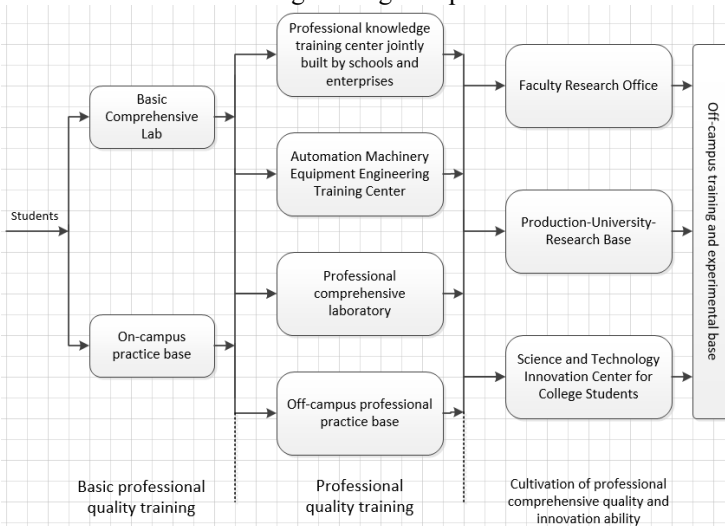 Students
Basic
Comprehensive
Lab
On-campus
practice base
Professional knowledge
training center jointly
built by schools and
enterprises
Automation Machinery
Equipment Engineering
Training Center
Professional
comprehensive
laboratory
Off-campus professional
practice base
Faculty Research Office
Production-University-
Research Base
Science and Technology
Innovation Center for
College Students
Off-campus training and experimental base
Basic professional
quality training
Professional
quality training
Cultivation of professional
comprehensive quality and
innovation ability